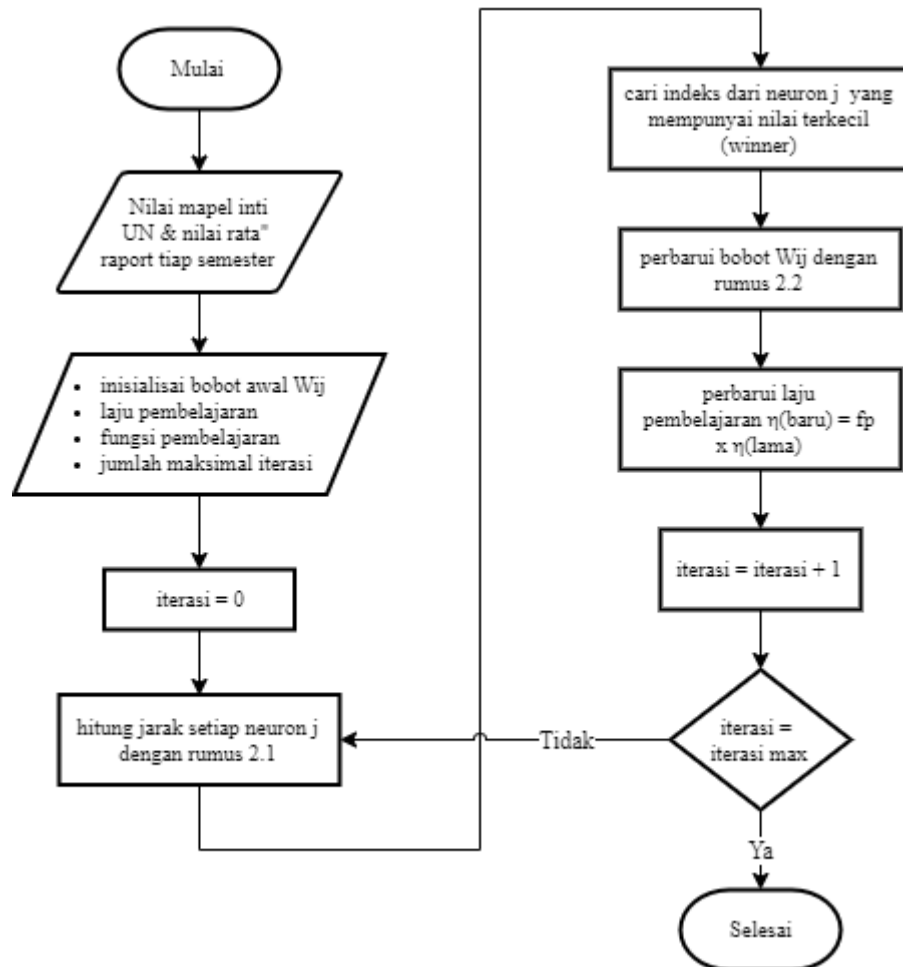 Mulai
Nilai mapel inti
UN & nilai rata"
raport tiap semester
• inisialisai bobot awal Wij
• laju pembelajaran
• fungsi pembelajaran
• jumlah maksimal iterasi
iterasi = 0
hitung jarak setiap neuron j
dengan rumus 2.1
cari indeks dari neuron j yang
mempunyai nilai terkecil
(winner)
perbarui bobot Wij dengan
rumus 2.2
perbarui laju
pembelajaran η(baru) = fp
x η(lama)
iterasi = iterasi + 1
iterasi =
iterasi max
Tidak
Ya
Selesai